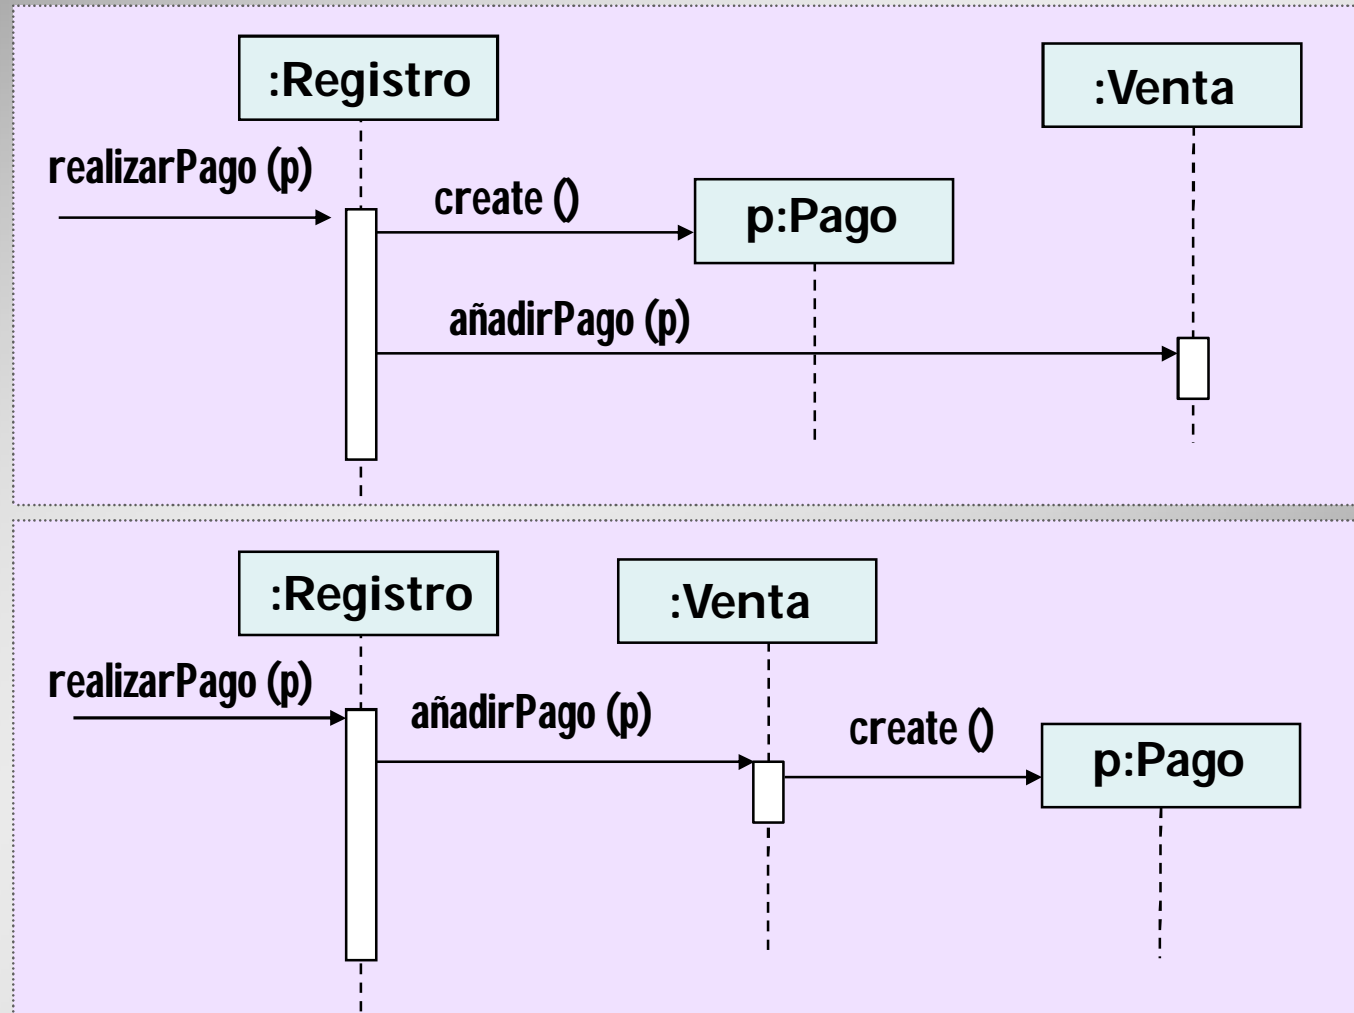 :Registro
:Venta
realizarPago (p)
create ()
p:Pago
añadirPago (p)
:Registro
:Venta
realizarPago (p)
añadirPago (p)
create ()
p:Pago